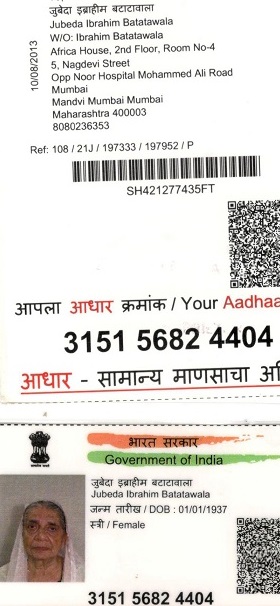 जुबेदा इब्राहीम बटाटावाला
Jubeda Ibrahim Batatawala
W/O: Ibrahim Batatawala
Africa House, 2nd Floor, Room No-4
5, Nagdevi Street
Opp Noor Hospital Mohammed Ali Road
Mumbai
Mandvi Mumbai Mumbai
Maharashtra 400003
8080236353
10/08/2013
Ref: 108 / 21J / 197333 / 197952 / P
SH421277435FT
आपला आधार क्रमांक / Your Aadhaa
3151 5682 4404
आधार - सामान्य माणसाचा
भारत सरकार
Government of India
जुबेदा इब्राहीम बटाटावाला
Jubeda Ibrahim Batatawala
जन्म तारीख / DOB : 01/01/1937
स्त्री / Female
3151 5682 4404